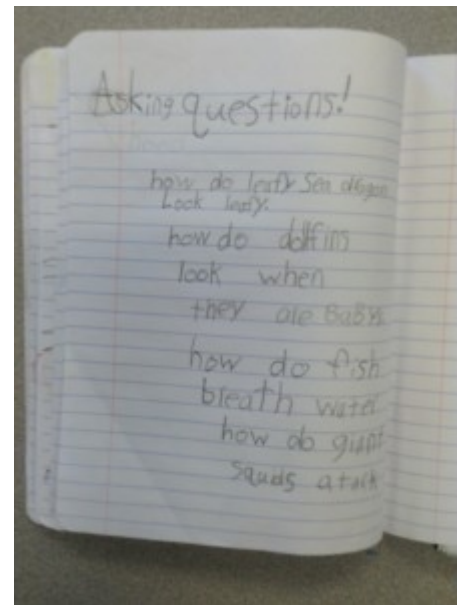 Asking questions!
how do leafy Sea dragon
Look leafy.
how do dolfins
look when
they are BaBys
how do fish
breath water
how do giant
squds atack